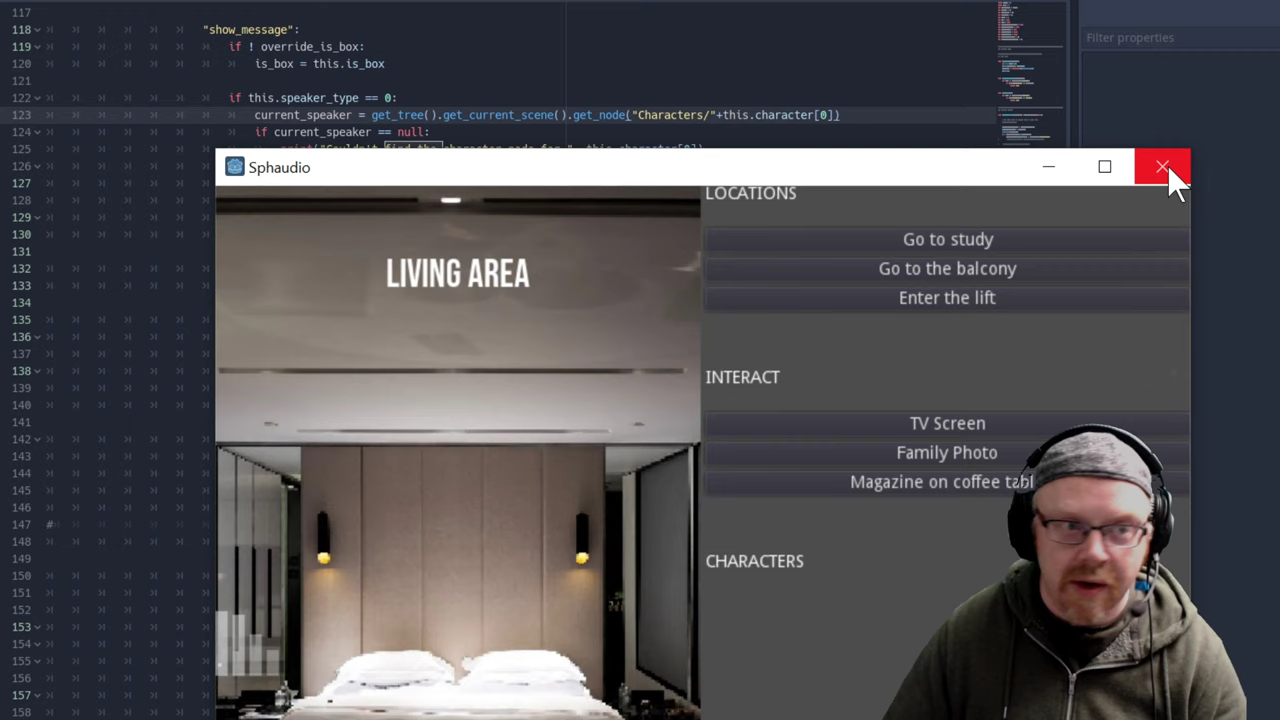 117
Filter properties
118 "show_message":
119 if ! override_is_box:
120 is_box = this.is_box
121
122 if this.speaker_type == 0:
123 current_speaker = get_tree().get_current_scene().get_node("Characters/"+this.character[0])
124 if current_speaker == null:
125
126
127
128
129
130
131
132
133
134
135
136
137
138
139
140
141
142
143
144
145
146
147 #
148
149
150
151
152
153
154
155
156
157
158
Sphaudio
LIVING AREA
LOCATIONS
Go to study
Go to the balcony
Enter the lift
INTERACT
TV Screen
Family Photo
Magazine on coffee tabl
CHARACTERS